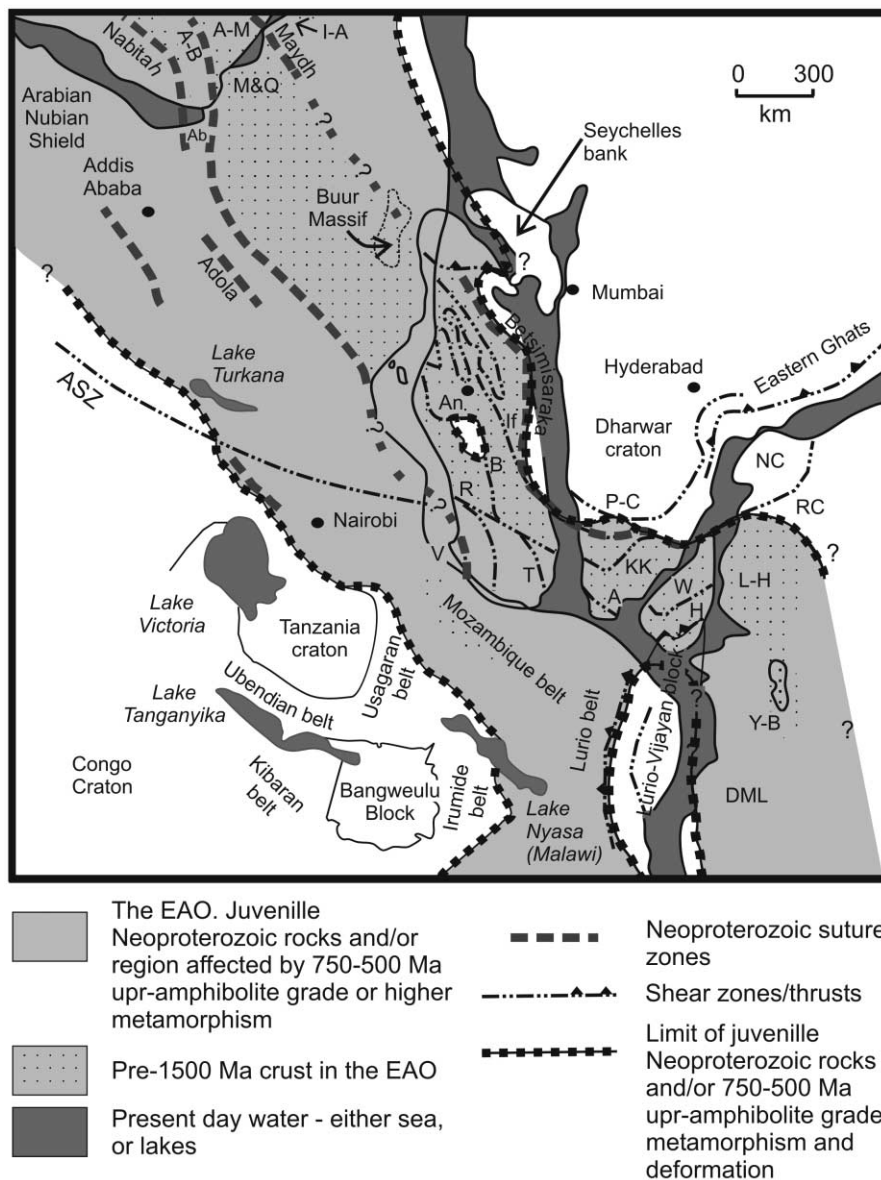 Nabitah
A-B
A-M
I-A
Maydh
M&Q
?
?
0 300
km
Arabian
Nubian
Shield
Ab
Seychelles
bank
Addis
Ababa
Buur
Massif
?
?
Adola
Mumbai
Betsimisaraka
Lake
Turkana
Hyderabad
Eastern Ghats
ASZ
An
If
Dharwar
craton
?
B
NC
R
P-C
RC
?
Nairobi
V
T
KK
W
L-H
?
A
H
Lake
Victoria
Tanzania
craton
Usagaran
belt
Mozambique belt
Lurio belt
Lurio-Vijayan block
?
Y-B
?
Lake
Tanganyika
Ubendian belt
Congo
Craton
Kibaran
belt
Bangweulu
Block
Irumide
belt
Lake
Nyasa
(Malawi)
DML
The EAO. Juvenille
Neoproterozoic rocks and/or
region affected by 750-500 Ma
upr-amphibolite grade or higher
metamorphism
Pre-1500 Ma crust in the EAO
Present day water - either sea,
or lakes
Neoproterozoic suture
zones
Shear zones/thrusts
Limit of juvenille
Neoproterozoic rocks
and/or 750-500 Ma
upr-amphibolite grade
metamorphism and
deformation